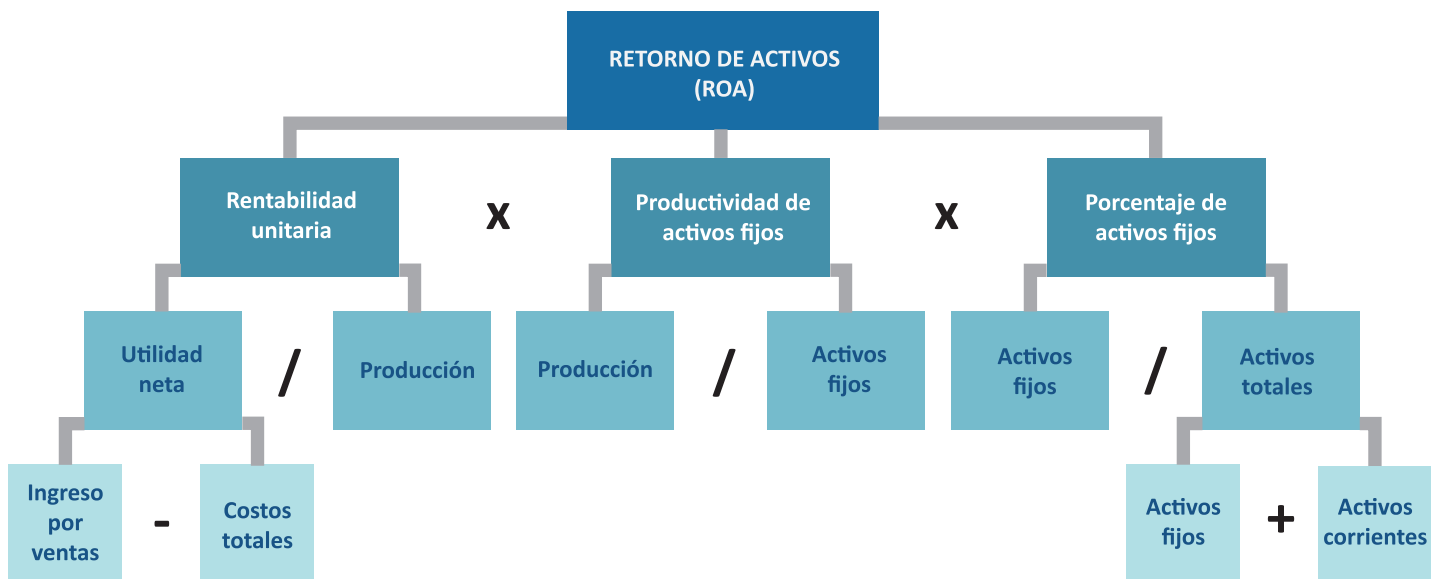 RETORNO DE ACTIVOS
(ROA)
Rentabilidad
unitaria
x
Productividad de
activos fijos
x
Porcentaje de
activos fijos
Utilidad
neta
/
Producción
Producción
/
Activos
fijos
Activos
fijos
/
Activos
totales
Ingreso
por
ventas
-
Costos
totales
Activos
fijos
+
Activos
corrientes